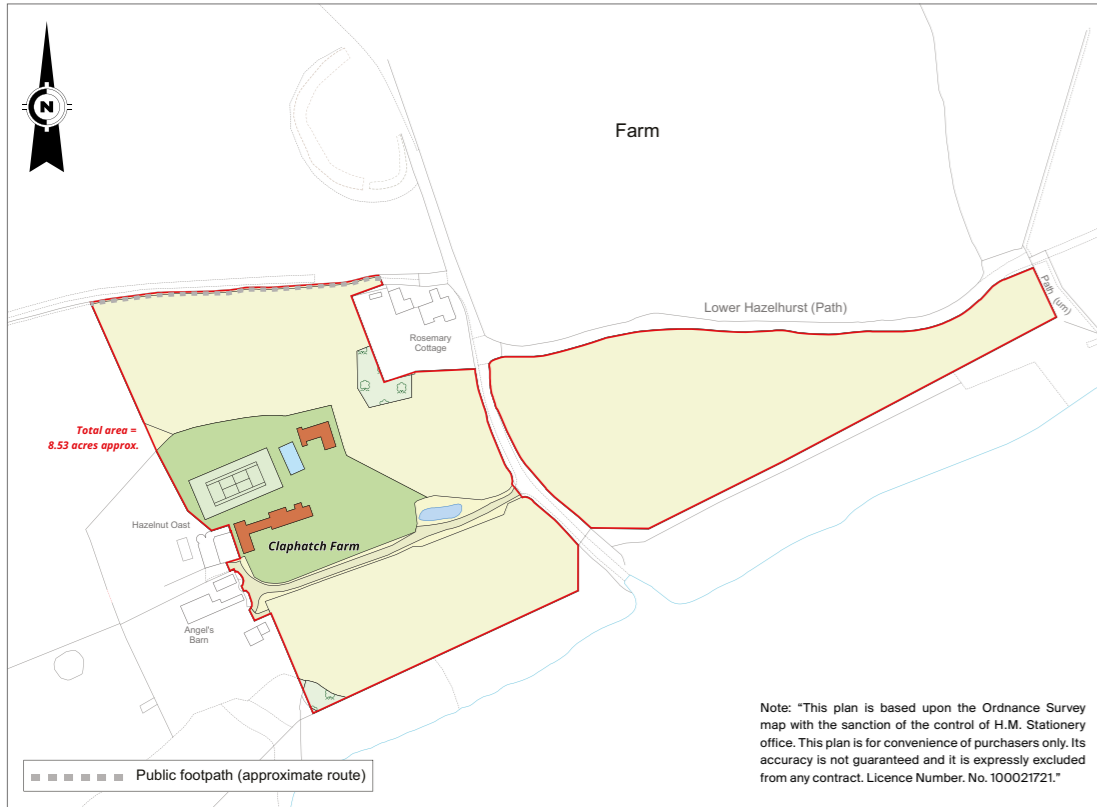 N
Farm
Lower Hazelhurst (Path)
Path (um)
Rosemary
Cottage
Total area =
8.53 acres approx.
Hazelnut Oast
Claphatch Farm
Angel's
Barn
Note: “This plan is based upon the Ordnance Survey
map with the sanction of the control of H.M. Stationery
office. This plan is for convenience of purchasers only. Its
accuracy is not guaranteed and it is expressly excluded
from any contract. Licence Number. No. 100021721.”
Public footpath (approximate route)